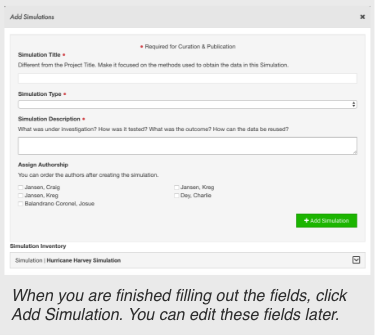 Add Simulations ×
• Required for Curation & Publication
Simulation Title •
Different from the Project Title. Make it focused on the methods used to obtain the data in this Simulation.
Simulation Type •
Simulation Description •
What was under investigation? How was it tested? What was the outcome? How can the data be reused?
Assign Authorship
You can order the authors after creating the simulation.
Jansen, Craig
Jansen, Kreg
Jansen, Kreg
Dey, Charlie
Balandrano Coronel, Josue
+ Add Simulation
Simulation Inventory
Simulation | Hurricane Harvey Simulation
When you are finished filling out the fields, click
Add Simulation. You can edit these fields later.